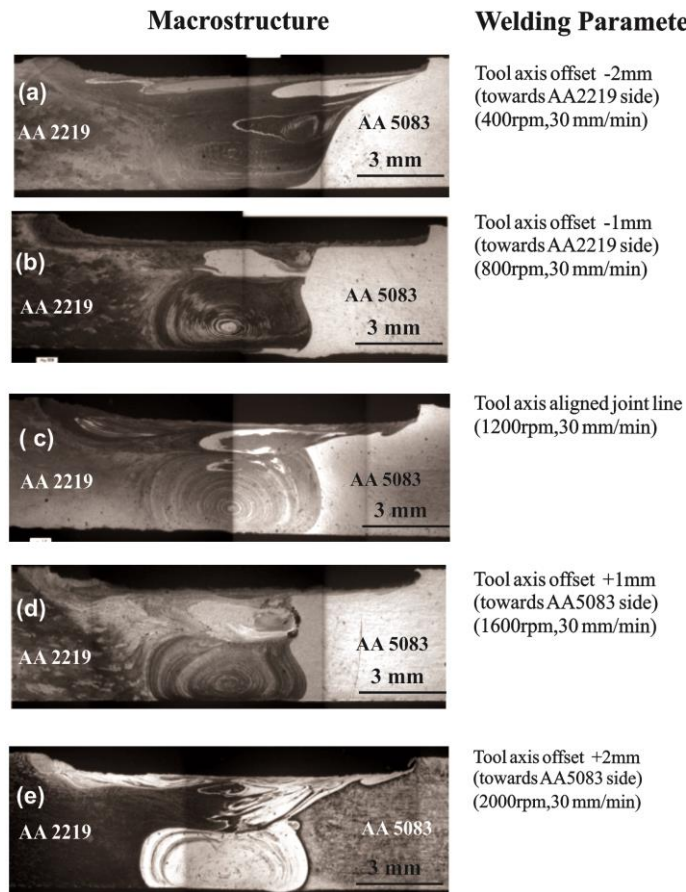 Macrostructure
Welding Paramete
(a)
AA 2219
AA 5083
3 mm
Tool axis offset -2mm
(towards AA2219 side)
(400rpm,30 mm/min)
(b)
AA 2219
AA 5083
3 mm
Tool axis offset -1mm
(towards AA2219 side)
(800rpm,30 mm/min)
( c)
AA 2219
AA 5083
3 mm
Tool axis aligned joint line
(1200rpm,30 mm/min)
(d)
AA 2219
AA 5083
3 mm
Tool axis offset +1mm
(towards AA5083 side)
(1600rpm,30 mm/min)
(e)
AA 2219
AA 5083
3 mm
Tool axis offset +2mm
(towards AA5083 side)
(2000rpm,30 mm/min)